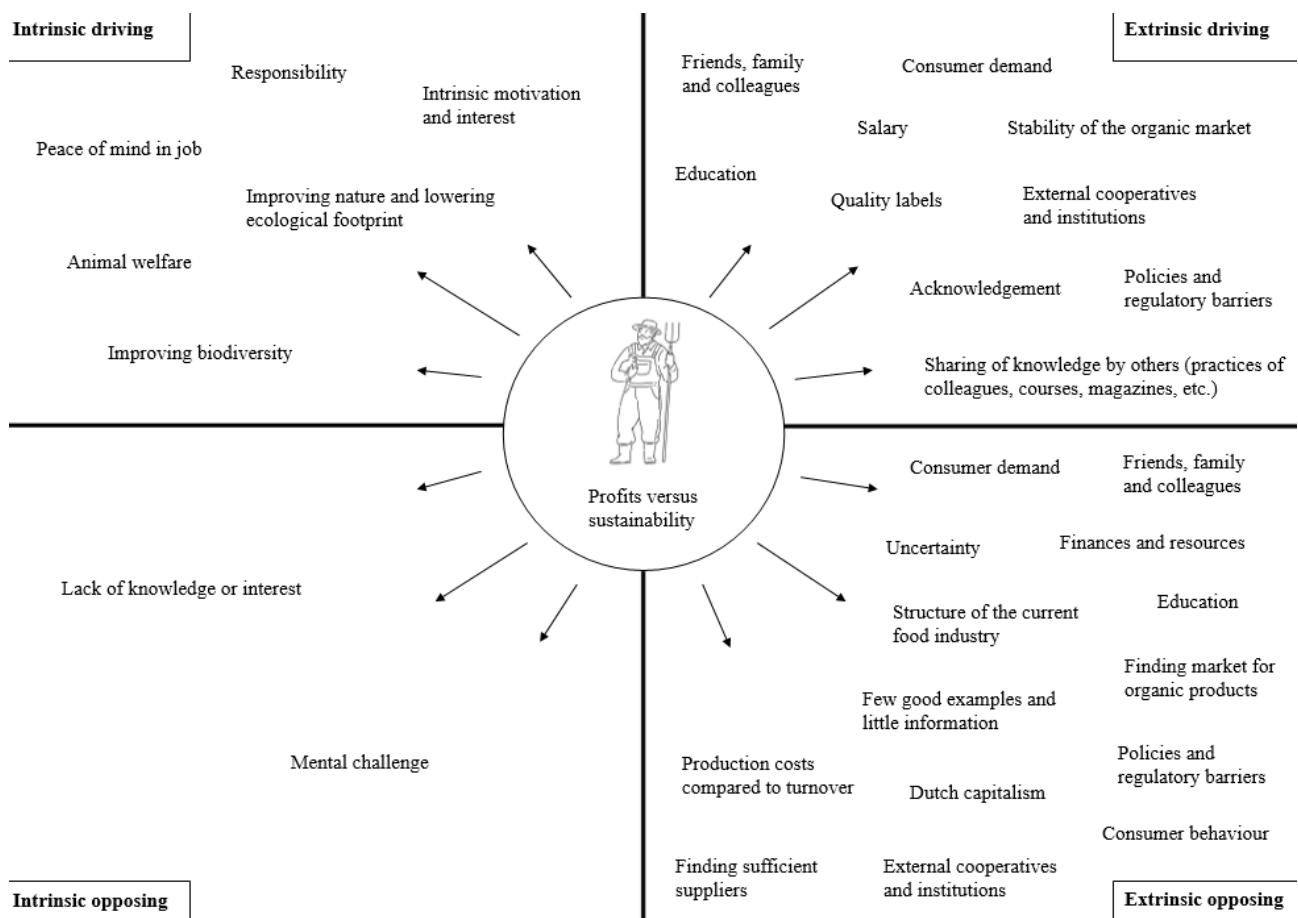 Intrinsic driving
Responsibility
Intrinsic motivation
and interest
Peace of mind in job
Improving nature and lowering
ecological footprint
Animal welfare
Improving biodiversity
Extrinsic driving
Friends, family
and colleagues
Consumer demand
Salary
Stability of the organic market
Education
Quality labels
External cooperatives
and institutions
Acknowledgement
Policies and
regulatory barriers
Sharing of knowledge by others (practices of
colleagues, courses, magazines, etc.)
Profits versus
sustainability
Lack of knowledge or interest
Mental challenge
Intrinsic opposing
Consumer demand
Friends, family
and colleagues
Uncertainty
Finances and resources
Structure of the current
food industry
Education
Few good examples and
little information
Finding market for
organic products
Production costs
compared to turnover
Dutch capitalism
Policies and
regulatory barriers
Consumer behaviour
Finding sufficient
suppliers
External cooperatives
and institutions
Extrinsic opposing